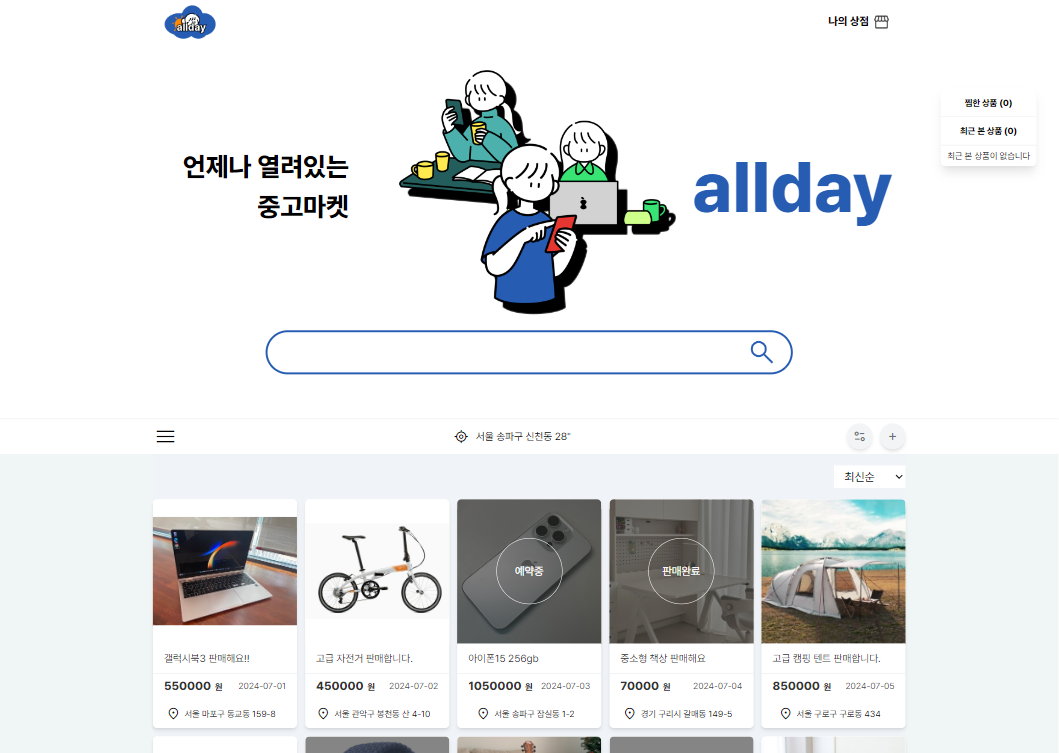 allday
나의 상점
찜한 상품 (0)
최근 본 상품 (0)
최근 본 상품이 없습니다
언제나 열려있는
중고마켓
allday
서울 송파구 신천동 28"
최신순
예약중
판매완료
갤럭시북3 판매해요!!
고급 자전거 판매합니다.
아이폰15 256gb
중소형 책상 판매해요
고급 캠핑 텐트 판매합니다.
550000 원 2024-07-01
450000 원 2024-07-02
1050000 원 2024-07-03
70000 원 2024-07-04
850000 원 2024-07-05
서울 마포구 동교동 159-8
서울 관악구 봉천동 산 4-10
서울 송파구 잠실동 1-2
경기 구리시 갈매동 149-5
서울 구로구 구로동 434